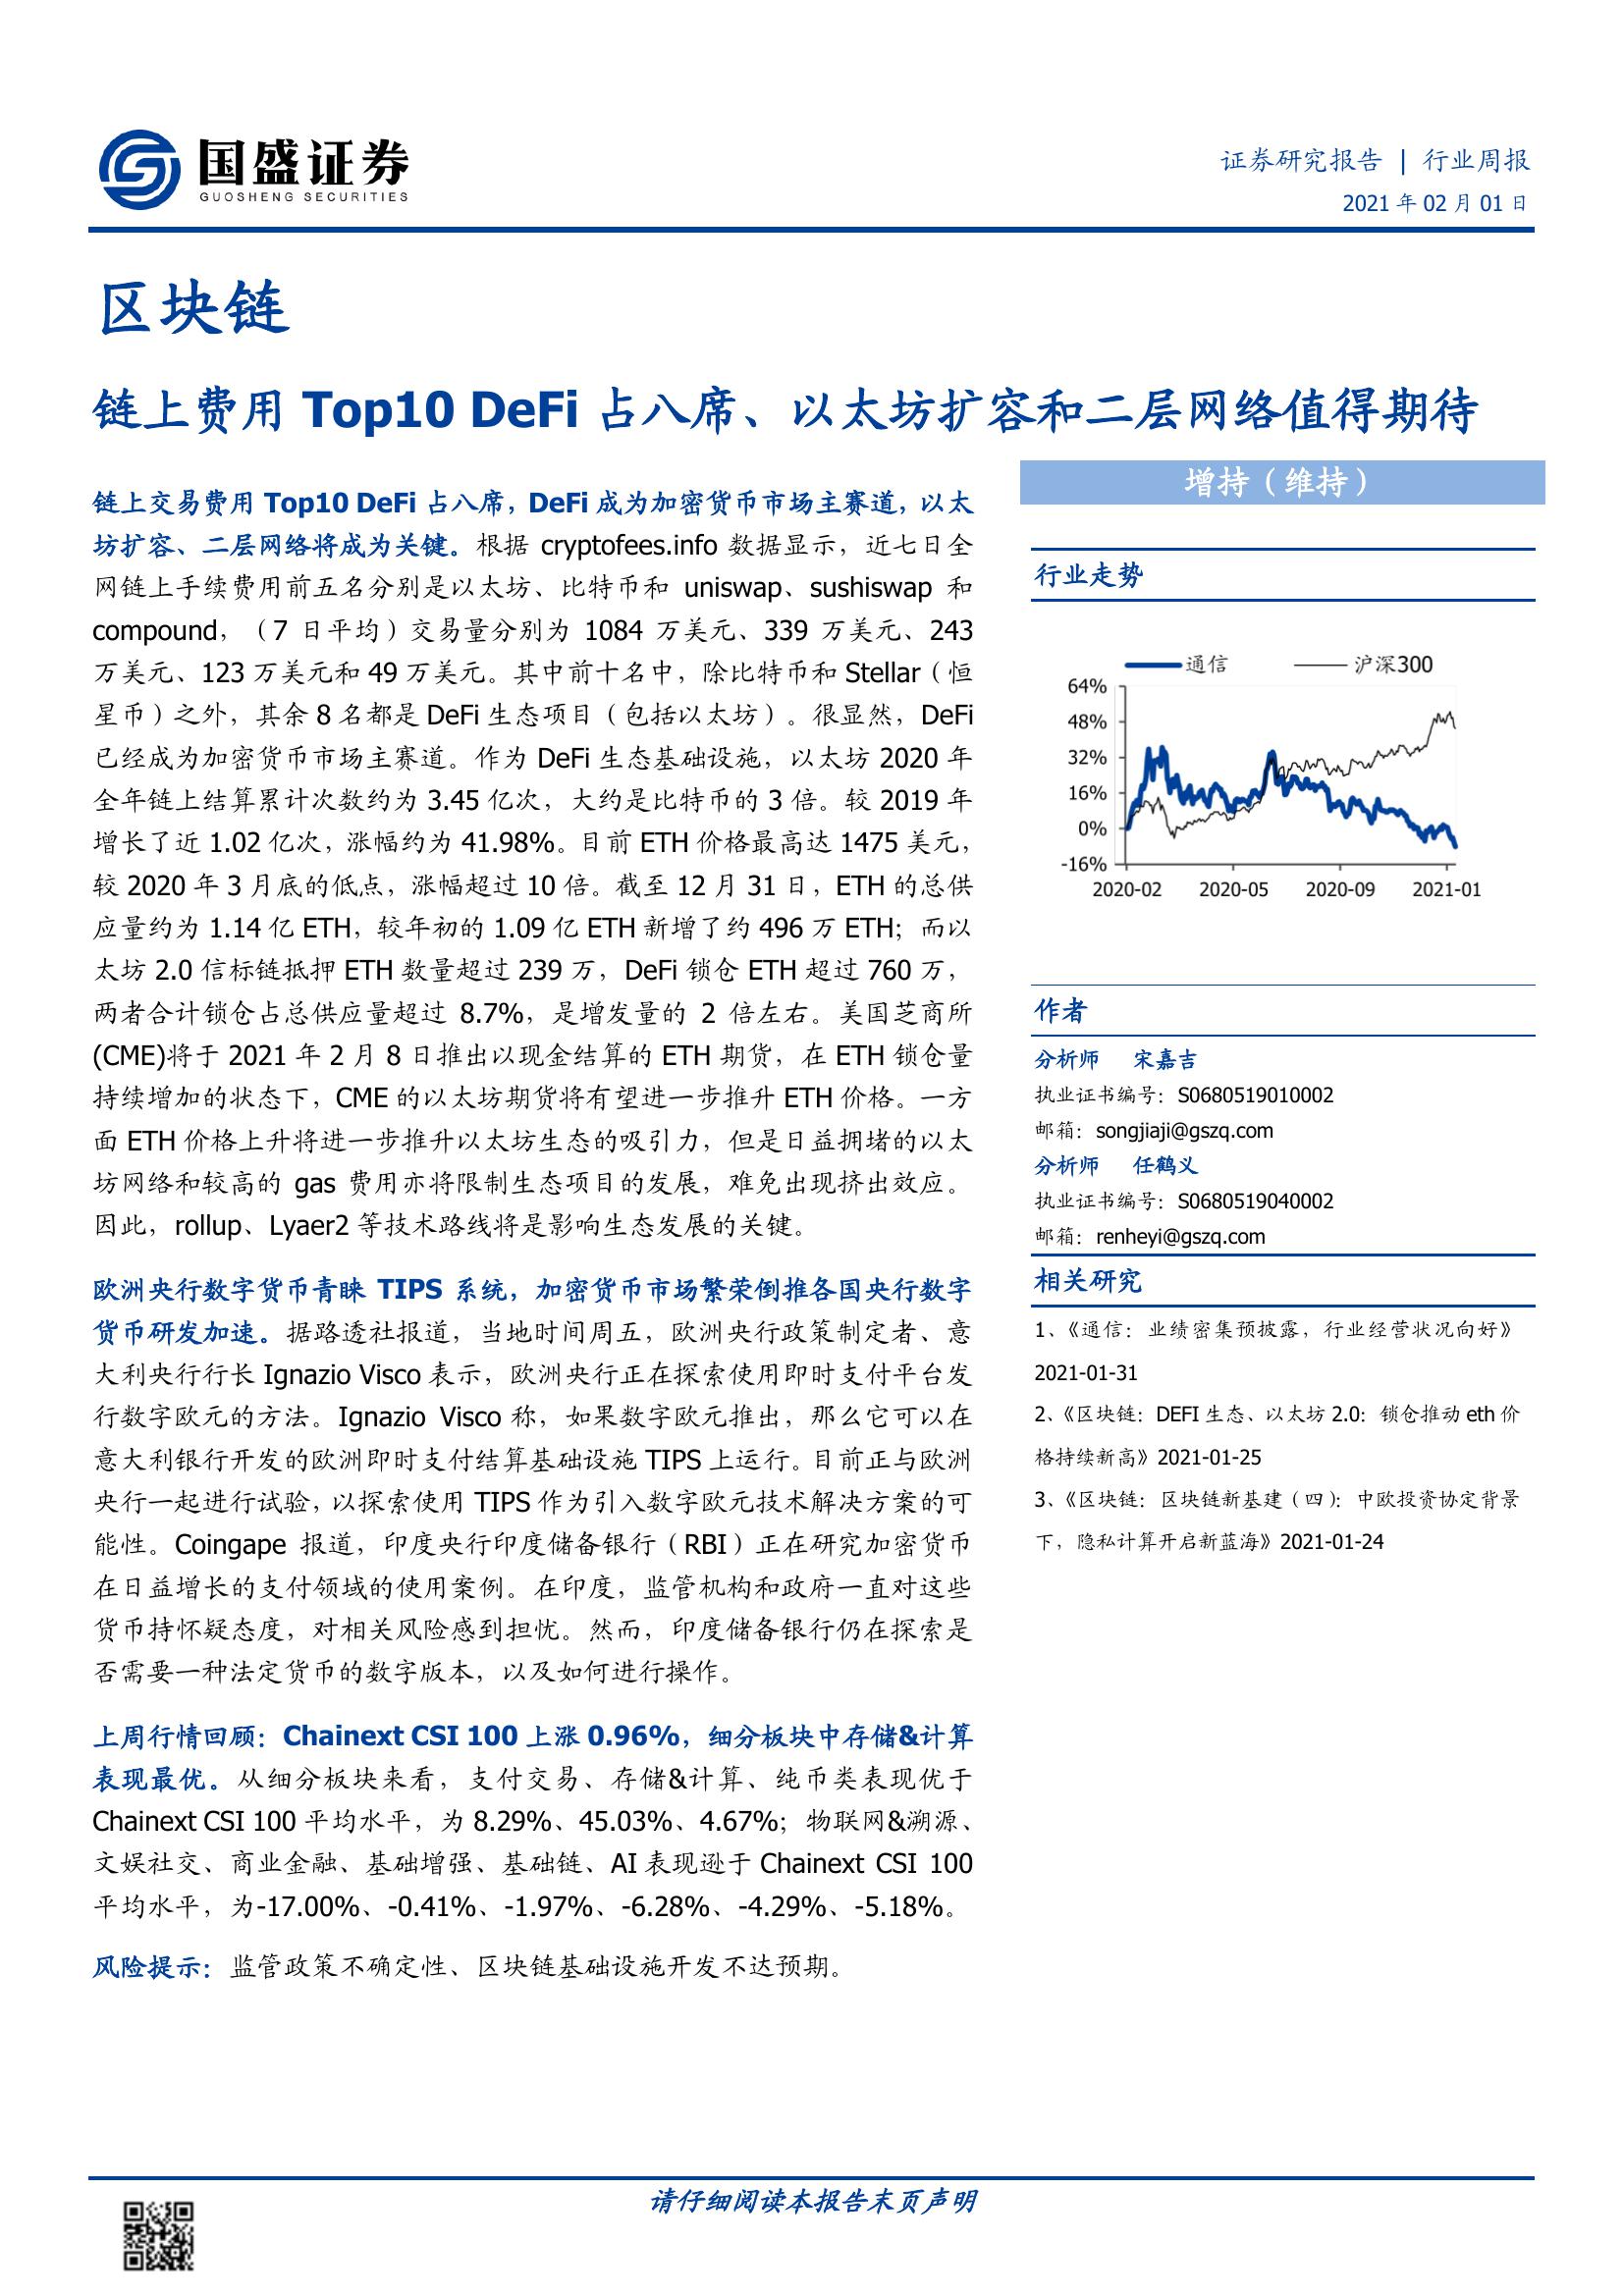 国盛证券
GUOSHENG SECURITIES
证券研究报告 | 行业周报
2021 年 02 月 01 日
区块链
链上费用 Top10 DeFi 占八席、以太坊扩容和二层网络值得期待
链上交易费用 Top10 DeFi 占八席，DeFi 成为加密货币市场主赛道，以太
坊扩容、二层网络将成为关键。根据 cryptofees.info 数据显示，近七日全
网链上手续费用前五名分别是以太坊、比特币和 uniswap、sushiswap 和
compound，（7 日平均）交易量分别为 1084 万美元、339 万美元、243
万美元、123 万美元和 49 万美元。其中前十名中，除比特币和 Stellar（恒
星币）之外，其余 8 名都是 DeFi 生态项目（包括以太坊）。很显然，DeFi
已经成为加密货币市场主赛道。作为 DeFi 生态基础设施，以太坊 2020 年
全年链上结算累计次数约为 3.45 亿次，大约是比特币的 3 倍。较 2019 年
增长了近 1.02 亿次，涨幅约为 41.98%。目前 ETH 价格最高达 1475 美元，
较 2020 年 3 月底的低点，涨幅超过 10 倍。截至 12 月 31 日，ETH 的总供
应量约为 1.14 亿 ETH，较年初的 1.09 亿 ETH 新增了约 496 万 ETH；而以
太坊 2.0 信标链抵押 ETH 数量超过 239 万，DeFi 锁仓 ETH 超过 760 万，
两者合计锁仓占总供应量超过 8.7%，是增发量的 2 倍左右。美国芝商所
(CME)将于 2021 年 2 月 8 日推出以现金结算的 ETH 期货，在 ETH 锁仓量
持续增加的状态下，CME 的以太坊期货将有望进一步推升 ETH 价格。一方
面 ETH 价格上升将进一步推升以太坊生态的吸引力，但是日益拥堵的以太
坊网络和较高的 gas 费用亦将限制生态项目的发展，难免出现挤出效应。
因此，rollup、Lyaer2 等技术路线将是影响生态发展的关键。
欧洲央行数字货币青睐 TIPS 系统，加密货币市场繁荣倒推各国央行数字
货币研发加速。据路透社报道，当地时间周五，欧洲央行政策制定者、意
大利央行行长 Ignazio Visco 表示，欧洲央行正在探索使用即时支付平台发
行数字欧元的方法。Ignazio Visco 称，如果数字欧元推出，那么它可以在
意大利银行开发的欧洲即时支付结算基础设施 TIPS 上运行。目前正与欧洲
央行一起进行试验，以探索使用 TIPS 作为引入数字欧元技术解决方案的可
能性。Coingape 报道，印度央行印度储备银行（RBI）正在研究加密货币
在日益增长的支付领域的使用案例。在印度，监管机构和政府一直对这些
货币持怀疑态度，对相关风险感到担忧。然而，印度储备银行仍在探索是
否需要一种法定货币的数字版本，以及如何进行操作。
上周行情回顾：Chainext CSI 100 上涨 0.96%，细分板块中存储&计算
表现最优。从细分板块来看，支付交易、存储&计算、纯币类表现优于
Chainext CSI 100 平均水平，为 8.29%、45.03%、4.67%；物联网&溯源、
文娱社交、商业金融、基础增强、基础链、AI 表现逊于 Chainext CSI 100
平均水平，为-17.00%、-0.41%、-1.97%、-6.28%、-4.29%、-5.18%。
风险提示：监管政策不确定性、区块链基础设施开发不达预期。
增持（维持）
行业走势
通信 沪深300
64%
48%
32%
16%
0%
-16%
2020-02 2020-05 2020-09 2021-01
作者
分析师 宋嘉吉
执业证书编号：S0680519010002
邮箱：songjiaji@gszq.com
分析师 任鹤义
执业证书编号：S0680519040002
邮箱：renheyi@gszq.com
相关研究
1、《通信：业绩密集预披露，行业经营状况向好》
2021-01-31
2、《区块链：DEFI 生态、以太坊 2.0：锁仓推动 eth 价
格持续新高》2021-01-25
3、《区块链：区块链新基建（四）：中欧投资协定背景
下，隐私计算开启新蓝海》2021-01-24
请仔细阅读本报告末页声明